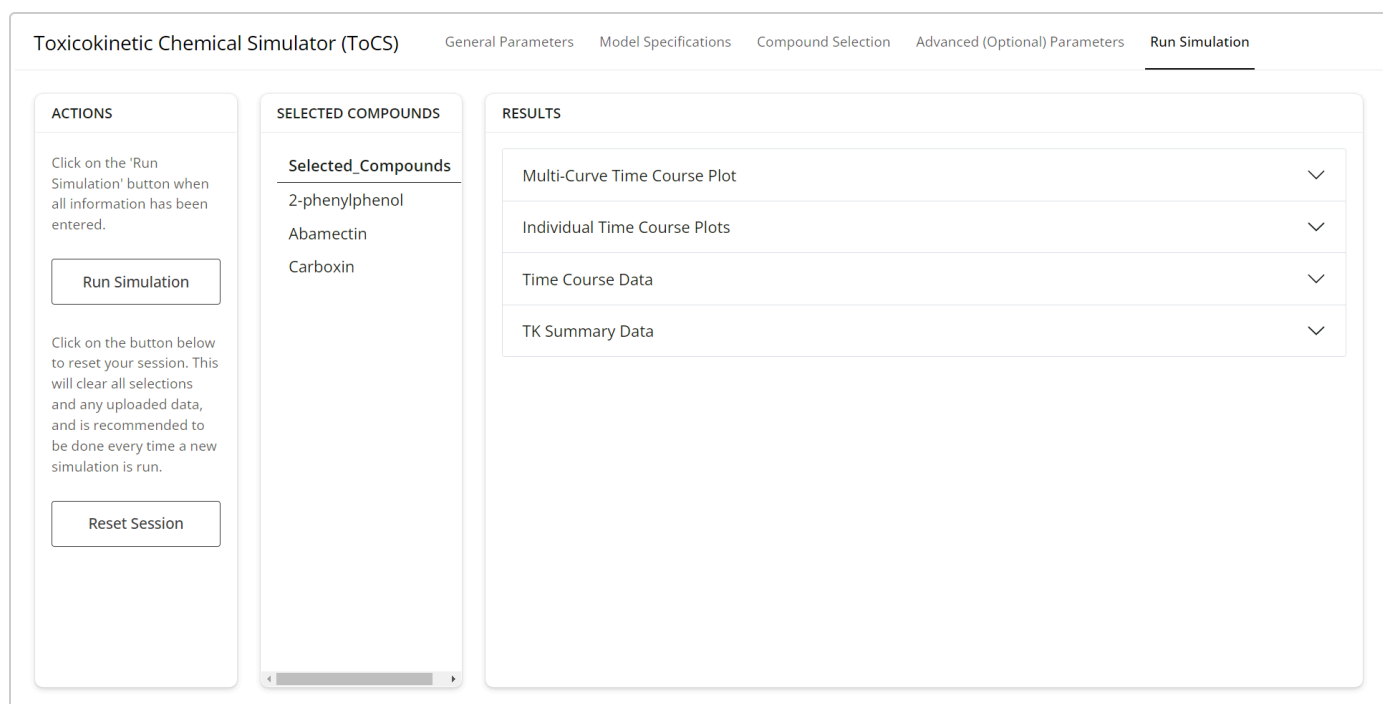 Toxicokinetic Chemical Simulator (ToCS)
General Parameters
Model Specifications
Compound Selection
Advanced (Optional) Parameters
Run Simulation
ACTIONS
Click on the 'Run
Simulation' button when
all information has been
entered.
Run Simulation
Click on the button below
to reset your session. This
will clear all selections
and any uploaded data,
and is recommended to
be done every time a new
simulation is run.
Reset Session
SELECTED COMPOUNDS
Selected_Compounds
2-phenylphenol
Abamectin
Carboxin
RESULTS
Multi-Curve Time Course Plot
Individual Time Course Plots
Time Course Data
TK Summary Data